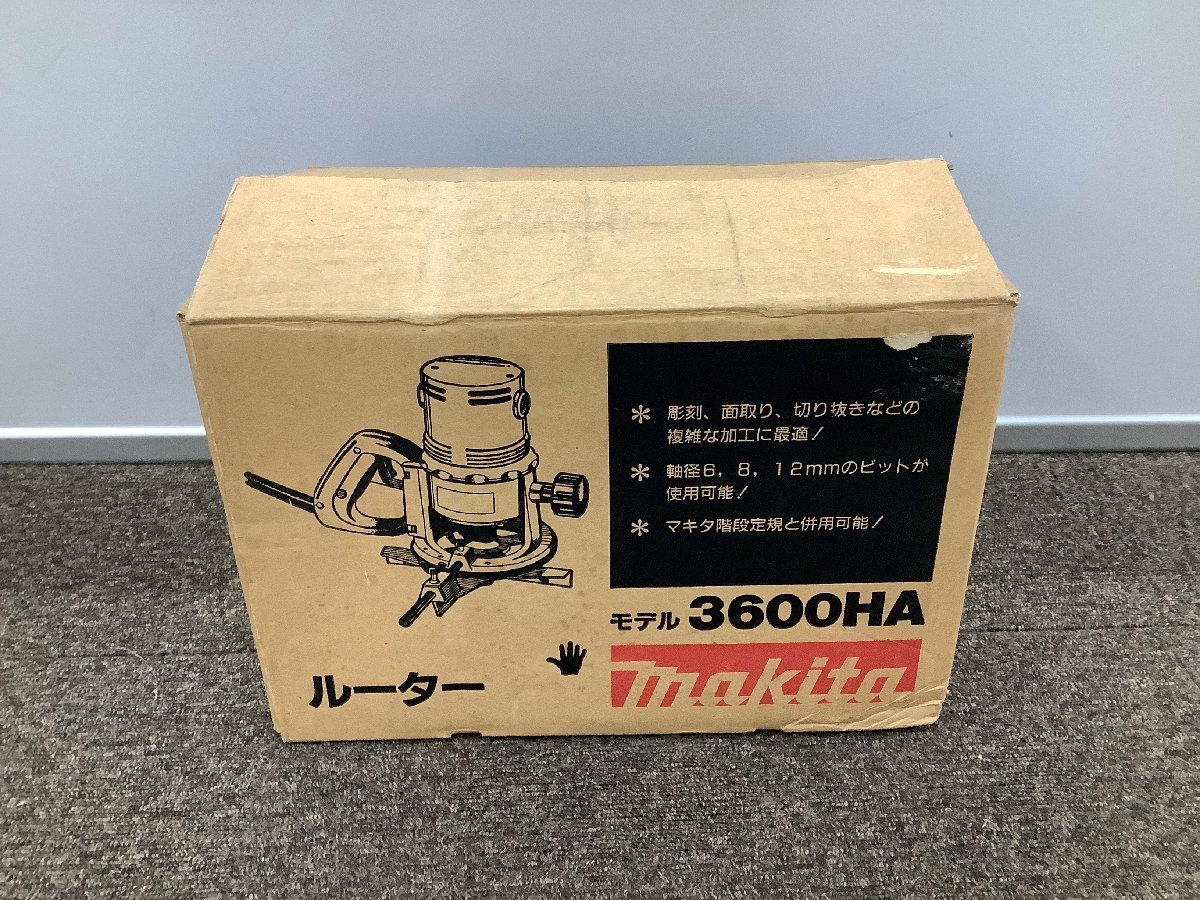 * 彫刻、面取り、切り抜きなどの
複雑な加工に最適!
* 軸径6, 8, 12mmのビットが
使用可能!
* マキタ階段定規と併用可能!
モデル 3600HA
makita
ルーター